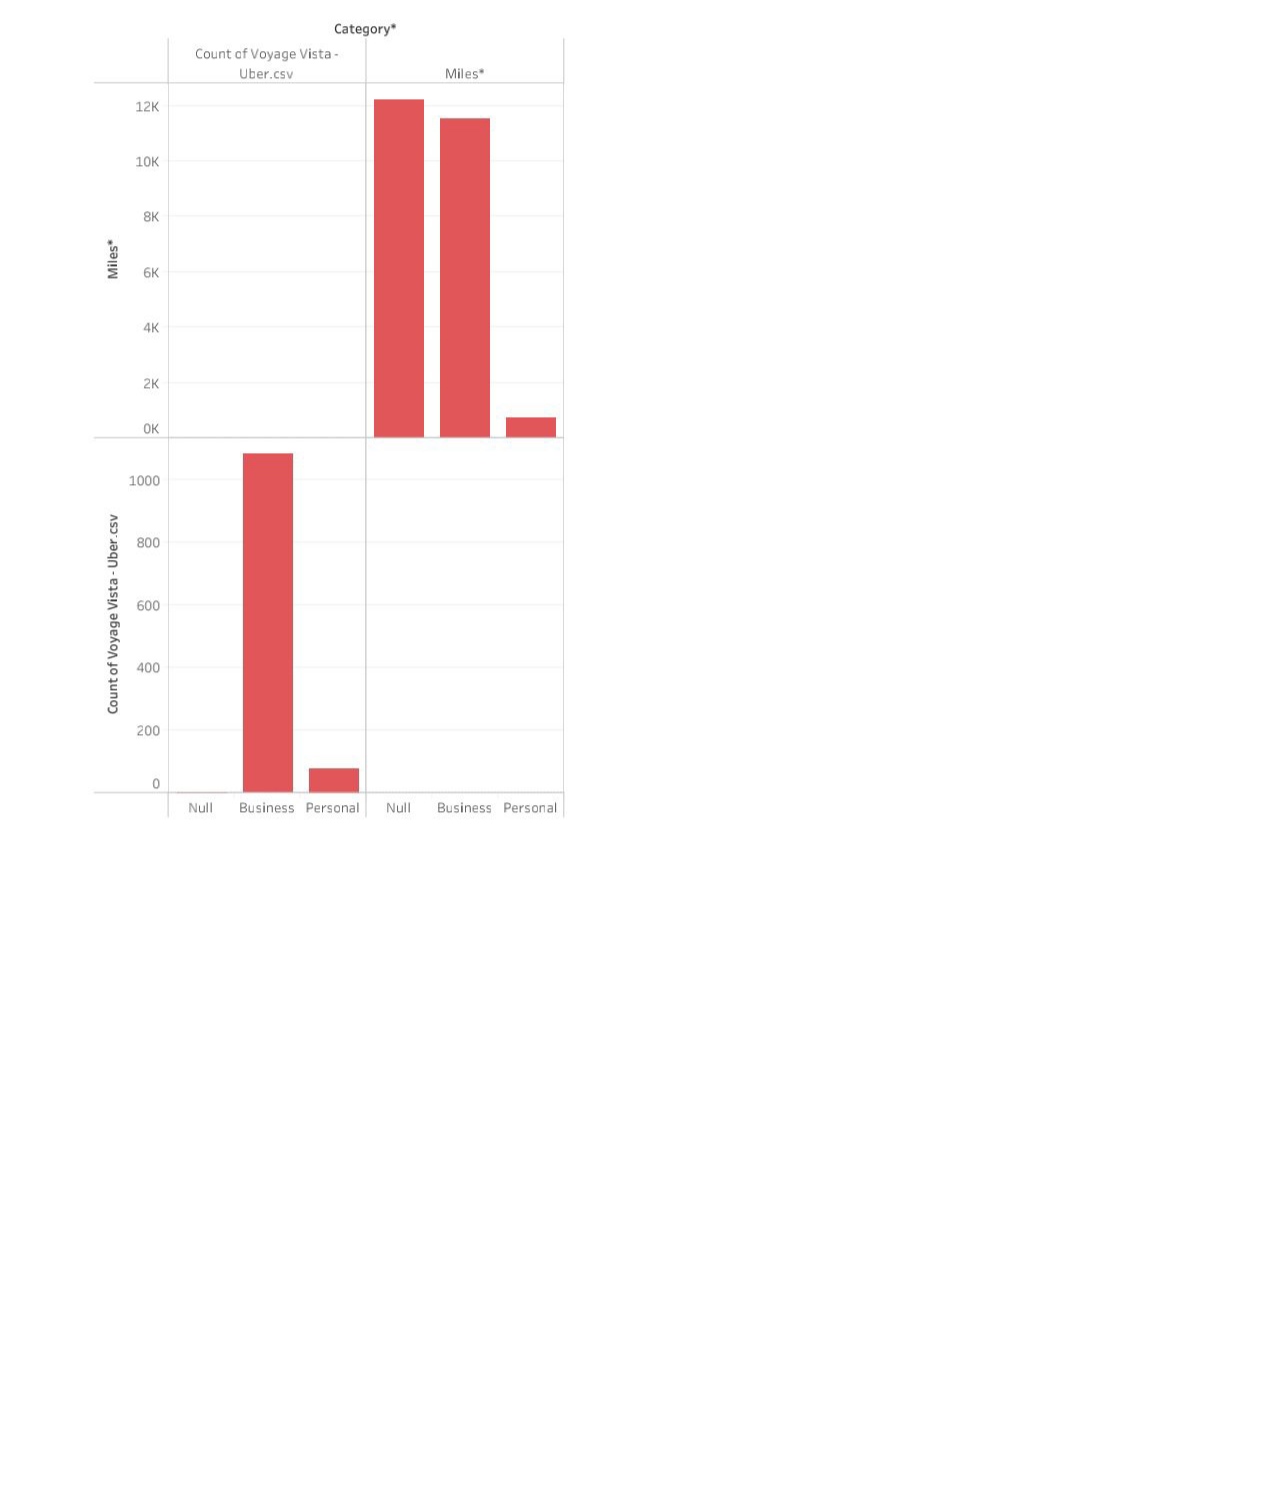 Category*
Count of Voyage Vista -
Uber.csv
Miles*
Miles*
12K
10K
8K
6K
4K
2K
0K
Count of Voyage Vista - Uber.csv
1000
800
600
400
200
0
Null Business Personal Null Business Personal